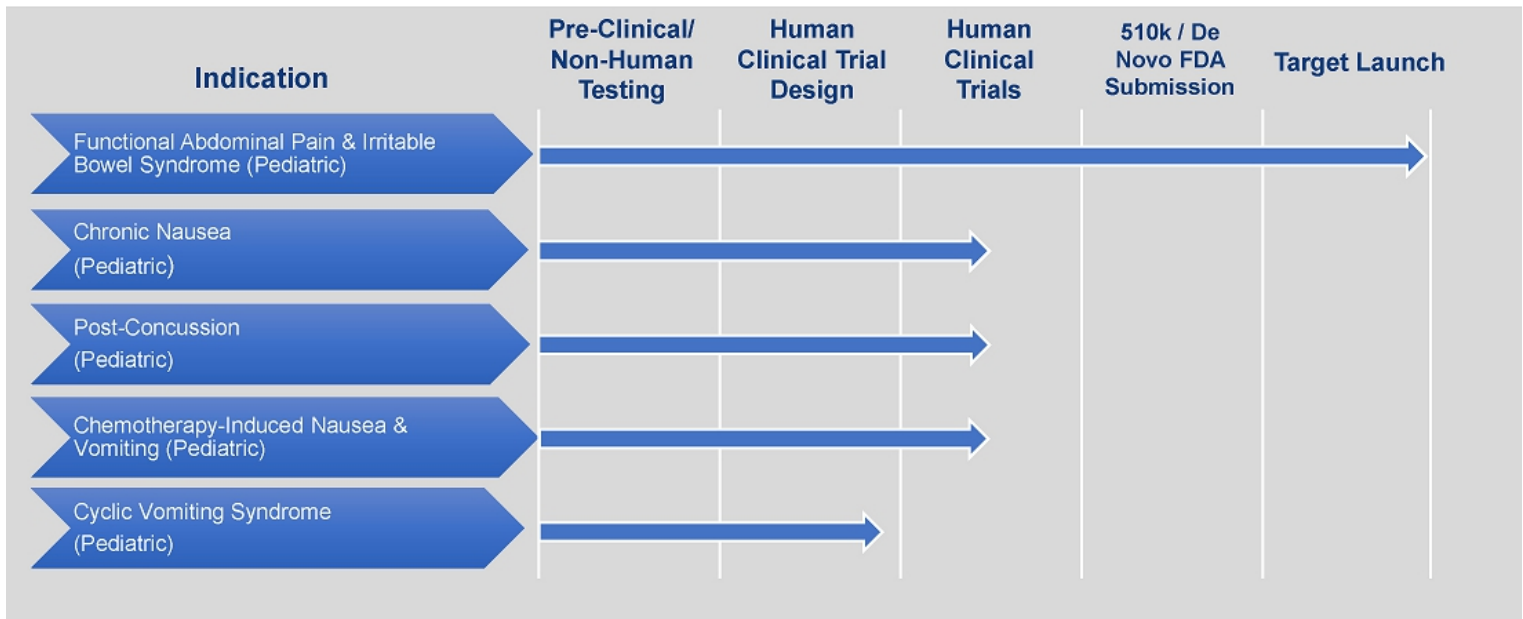 Indication
Pre-Clinical/
Non-Human
Testing
Human
Clinical Trial
Design
Human
Clinical
Trials
510k / De
Novo FDA
Submission
Target Launch
Functional Abdominal Pain & Irritable
Bowel Syndrome (Pediatric)
Chronic Nausea
(Pediatric)
Post-Concussion
(Pediatric)
Chemotherapy-Induced Nausea &
Vomiting (Pediatric)
Cyclic Vomiting Syndrome
(Pediatric)